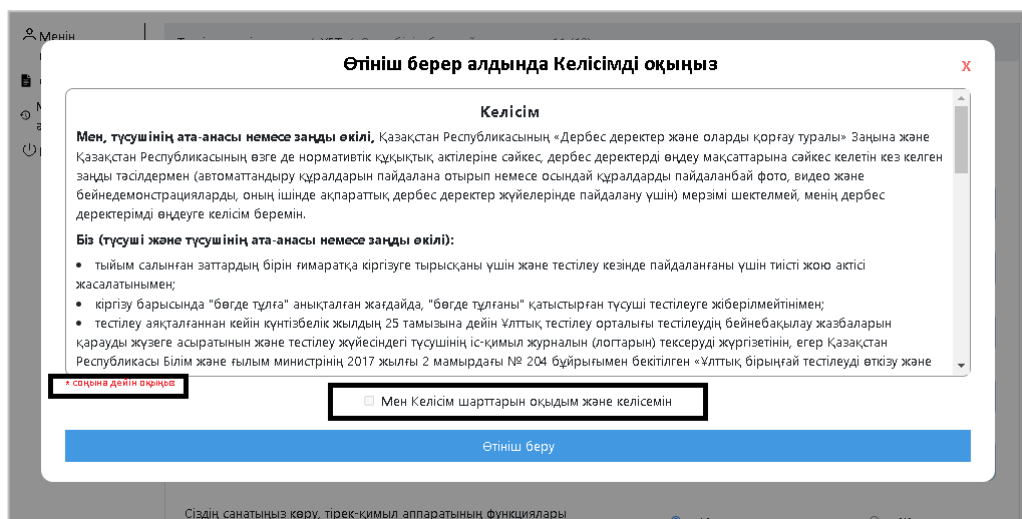 Менін
Өтініш берер алдында Келісімді оқыңыз
X
Келісім
Мен, түсушінің ата-анасы немесе заңды өкілі, Қазақстан Республикасының «Дербес деректер және оларды қорғау туралы» Заңына және
Қазақстан Республикасының өзге де нормативтік құқықтық актілеріне сәйкес, дербес деректерді өңдеу мақсаттарына сәйкес келетін кез келген
заңды тәсілдермен (автоматтандыру құралдарын пайдалана отырып немесе осындай құралдарды пайдаланбай фото, видео және
бейнедемонстрацияларды, оның ішінде ақпараттық дербес деректер жүйелерінде пайдалану үшін) мерзімі шектелмей, менің дербес
деректерімді өңдеуге келісім беремін.
Біз (түсуші және түсушінің ата-анасы немесе заңды өкілі):
• тыйым салынған заттардың бірін ғимаратқа кіргізуге тырысқаны үшін және тестілеу кезінде пайдаланғаны үшін тиісті жою актісі
жасалатынымен;
• кіргізу барысында "бөгде тұлға" анықталған жағдайда, "бөгде тұлғаны" қатыстырған түсуші тестілеуге жіберілмейтінімен;
• тестілеу аяқталғаннан кейін күнтізбелік жылдың 25 тамызына дейін Ұлттық тестілеу орталығы тестілеудің бейнебақылау жазбаларын
қарауды жүзеге асыратынын және тестілеу жүйесіндегі түсушінің іс-қимыл журналын (логтарын) тексеруді жүргізетінін, егер Қазақстан
Республикасы Білім және ғылым министрінің 2017 жылғы 2 мамырдағы № 204 бұйрығымен бекітілген «Ұлттық бірыңғай тестілеуді өткізу және
* соңына дейін оқыңыз
Мен Келісім шарттарын оқыдым және келісемін
Өтініш беру
Сіздің санатыңыз көру, тірек-қимыл аппаратының функциялары